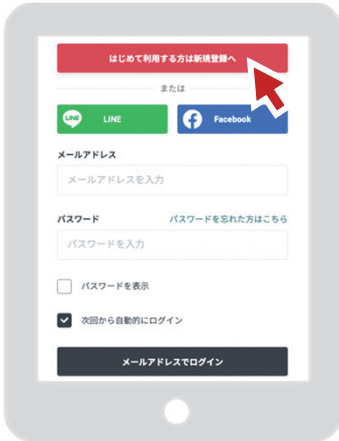 はじめて利用する方は新規登録へ
または
LINE LINE
Facebook
メールアドレス
メールアドレスを入力
パスワード パスワードを忘れた方はこちら
パスワードを入力
パスワードを表示
次回から自動的にログイン
メールアドレスでログイン